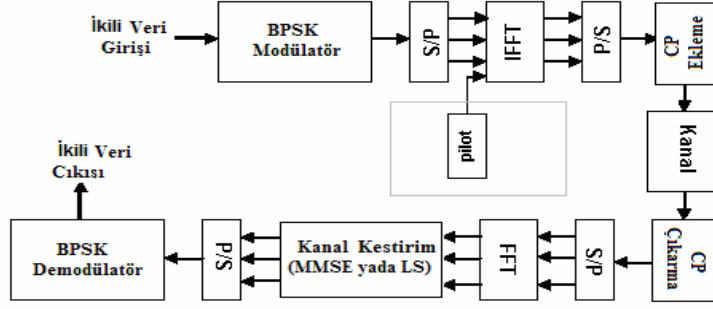 İkili Veri
Girişi
BPSK
Modülatör
S/P
IFFT
P/S
CP
Ekleme
pilot
Kanal
İkili Veri
Cıkışı
BPSK
Demodülatör
P/S
Kanal Kestirim
(MMSE yada LS)
FFT
S/P
CP
Çıkarma